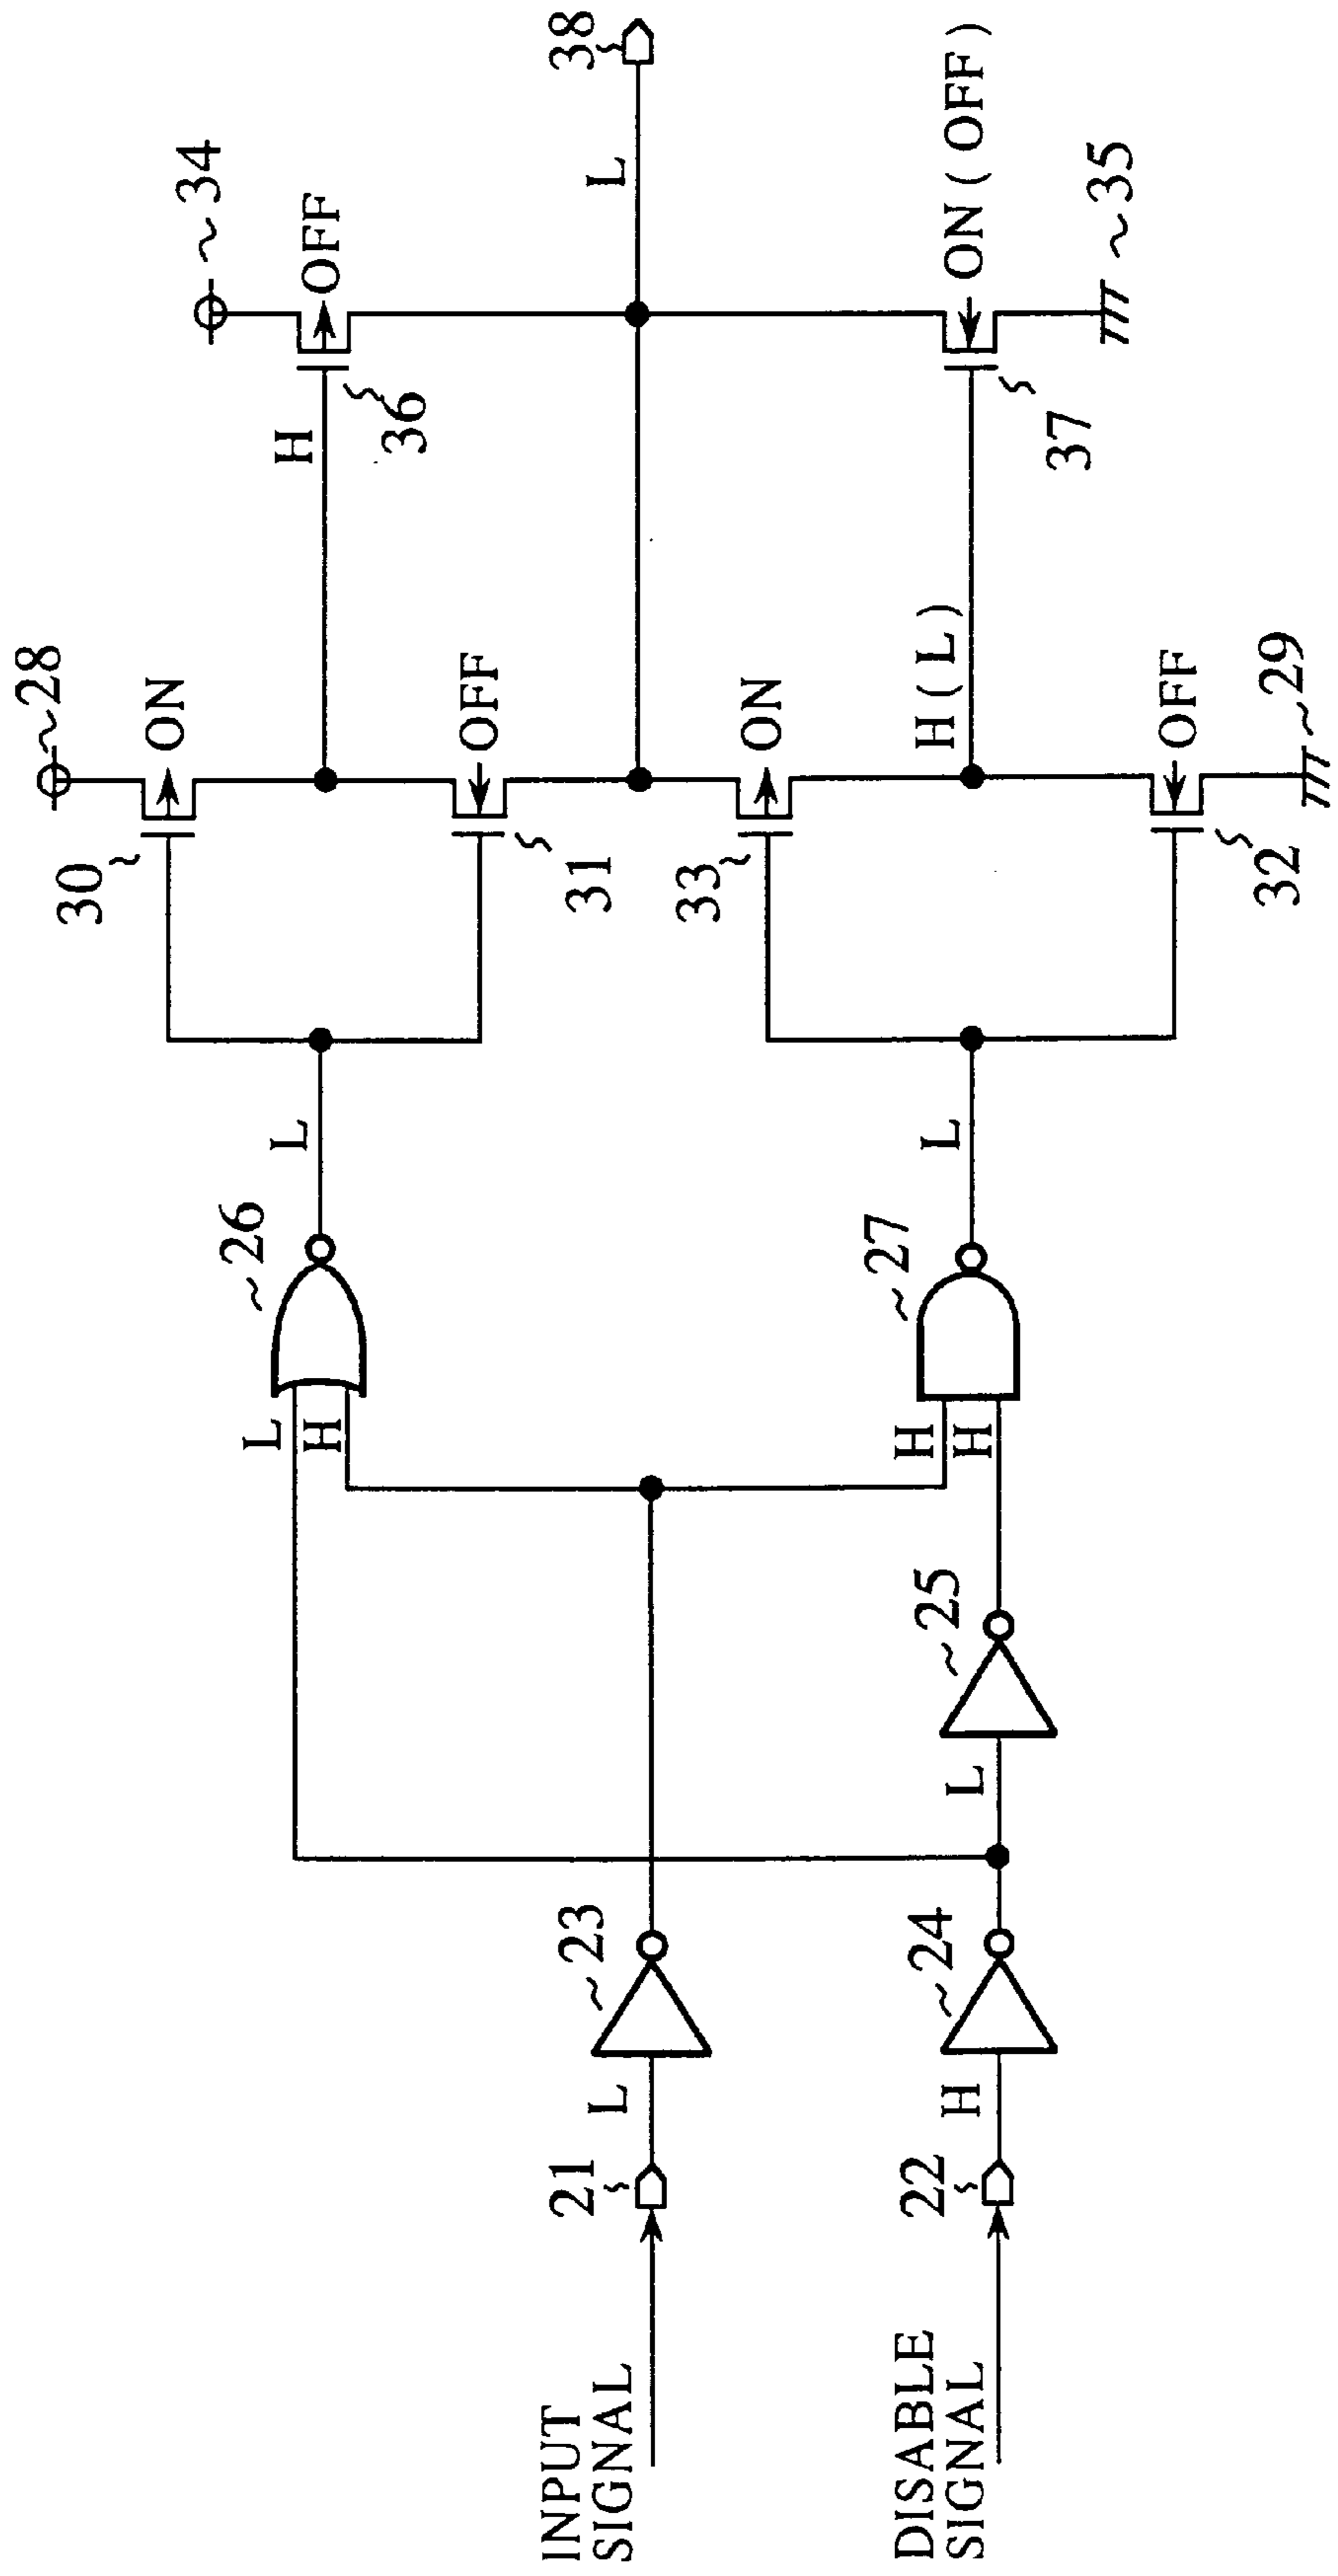 INPUT
SIGNAL
DISABLE
SIGNAL
21
L
22
H
23
24
L
25
L
H
H
H
26
27
L
L
30
31
33
32
28
ON
OFF
ON
OFF
29
H
H ( L )
36
37
34
OFF
L
ON ( OFF )
35
38